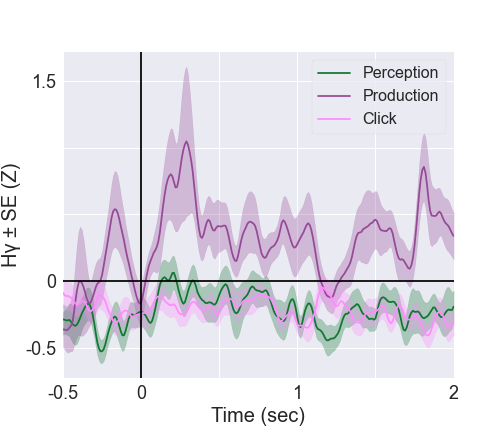 Hγ ± SE (Z)
1.5
0
-0.5
Perception
Production
Click
-0.5
0
1
2
Time (sec)